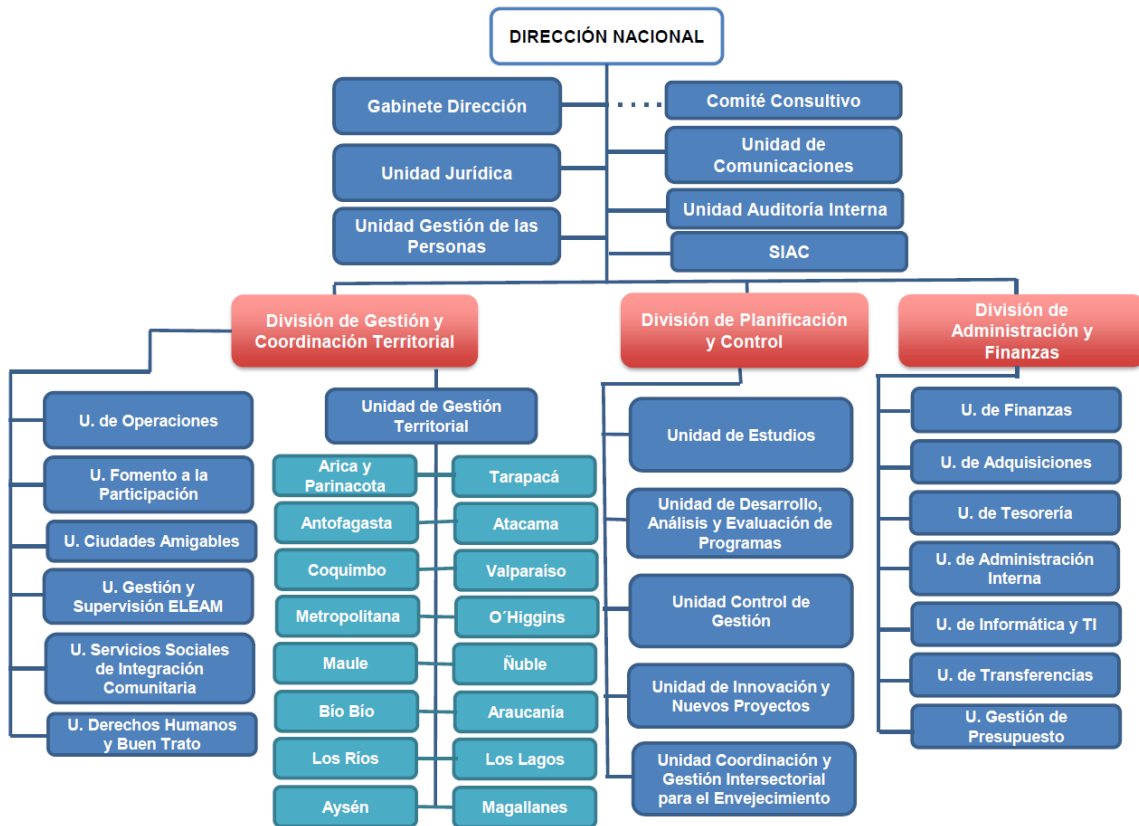 DIRECCIÓN NACIONAL
Gabinete Dirección
Comité Consultivo
Unidad Jurídica
Unidad de
Comunicaciones
Unidad Gestión de las
Personas
Unidad Auditoría Interna
SIAC
División de Gestión y
Coordinación Territorial
División de Planificación
y Control
División de
Administración y
Finanzas
U. de Operaciones
U. Fomento a la
Participación
U. Ciudades Amigables
U. Gestión y
Supervisión ELEAM
U. Servicios Sociales
de Integración
Comunitaria
U. Derechos Humanos
y Buen Trato
Unidad de Gestión
Territorial
Arica y
Parinacota
Tarapacá
Antofagasta
Atacama
Coquimbo
Valparaíso
Metropolitana
O´Higgins
Maule
Ñuble
Bío Bío
Araucanía
Los Ríos
Los Lagos
Aysén
Magallanes
Unidad de Estudios
Unidad de Desarrollo,
Análisis y Evaluación de
Programas
Unidad Control de
Gestión
Unidad de Innovación y
Nuevos Proyectos
Unidad Coordinación y
Gestión Intersectorial
para el Envejecimiento
U. de Finanzas
U. de Adquisiciones
U. de Tesorería
U. de Administración
Interna
U. de Informática y TI
U. de Transferencias
U. Gestión de
Presupuesto